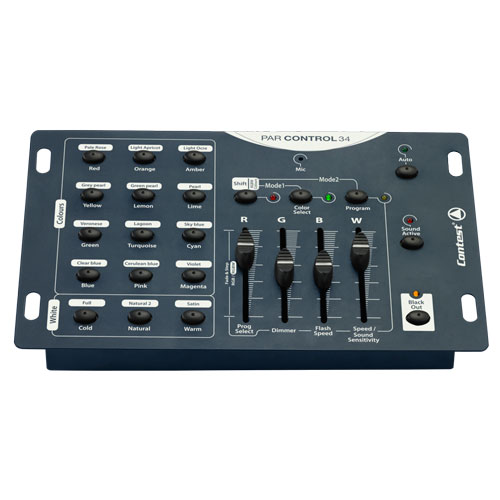 PAR CONTROL 34
Pale Rose Light Apricot Light Ocre
Red Orange Amber
Grey pearl Green pearl Pearl
Yellow Lemon Lime
Veronese Lagoon Sky blue
Green Turquoise Cyan
Clear blue Cerulean blue Violet
Blue Pink Magenta
Full Natural 2 Satin
Cold Natural Warm
Colours
White
Mic
Auto
Mode2
Shift
Mode1
Color
Select
Program
R G B W
Sound
Active
Contest
Prog
Select
Dimmer
Flash
Speed
Speed /
Sound
Sensitivity
Black
Out